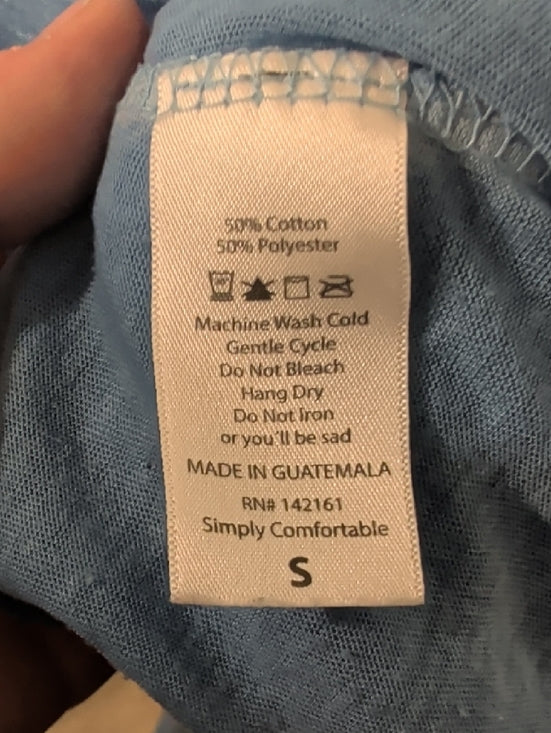 50% Cotton
50% Polyester
Machine Wash Cold
Gentle Cycle
Do Not Bleach
Hang Dry
Do Not Iron
or you'll be sad
MADE IN GUATEMALA
RN# 142161
Simply Comfortable
S